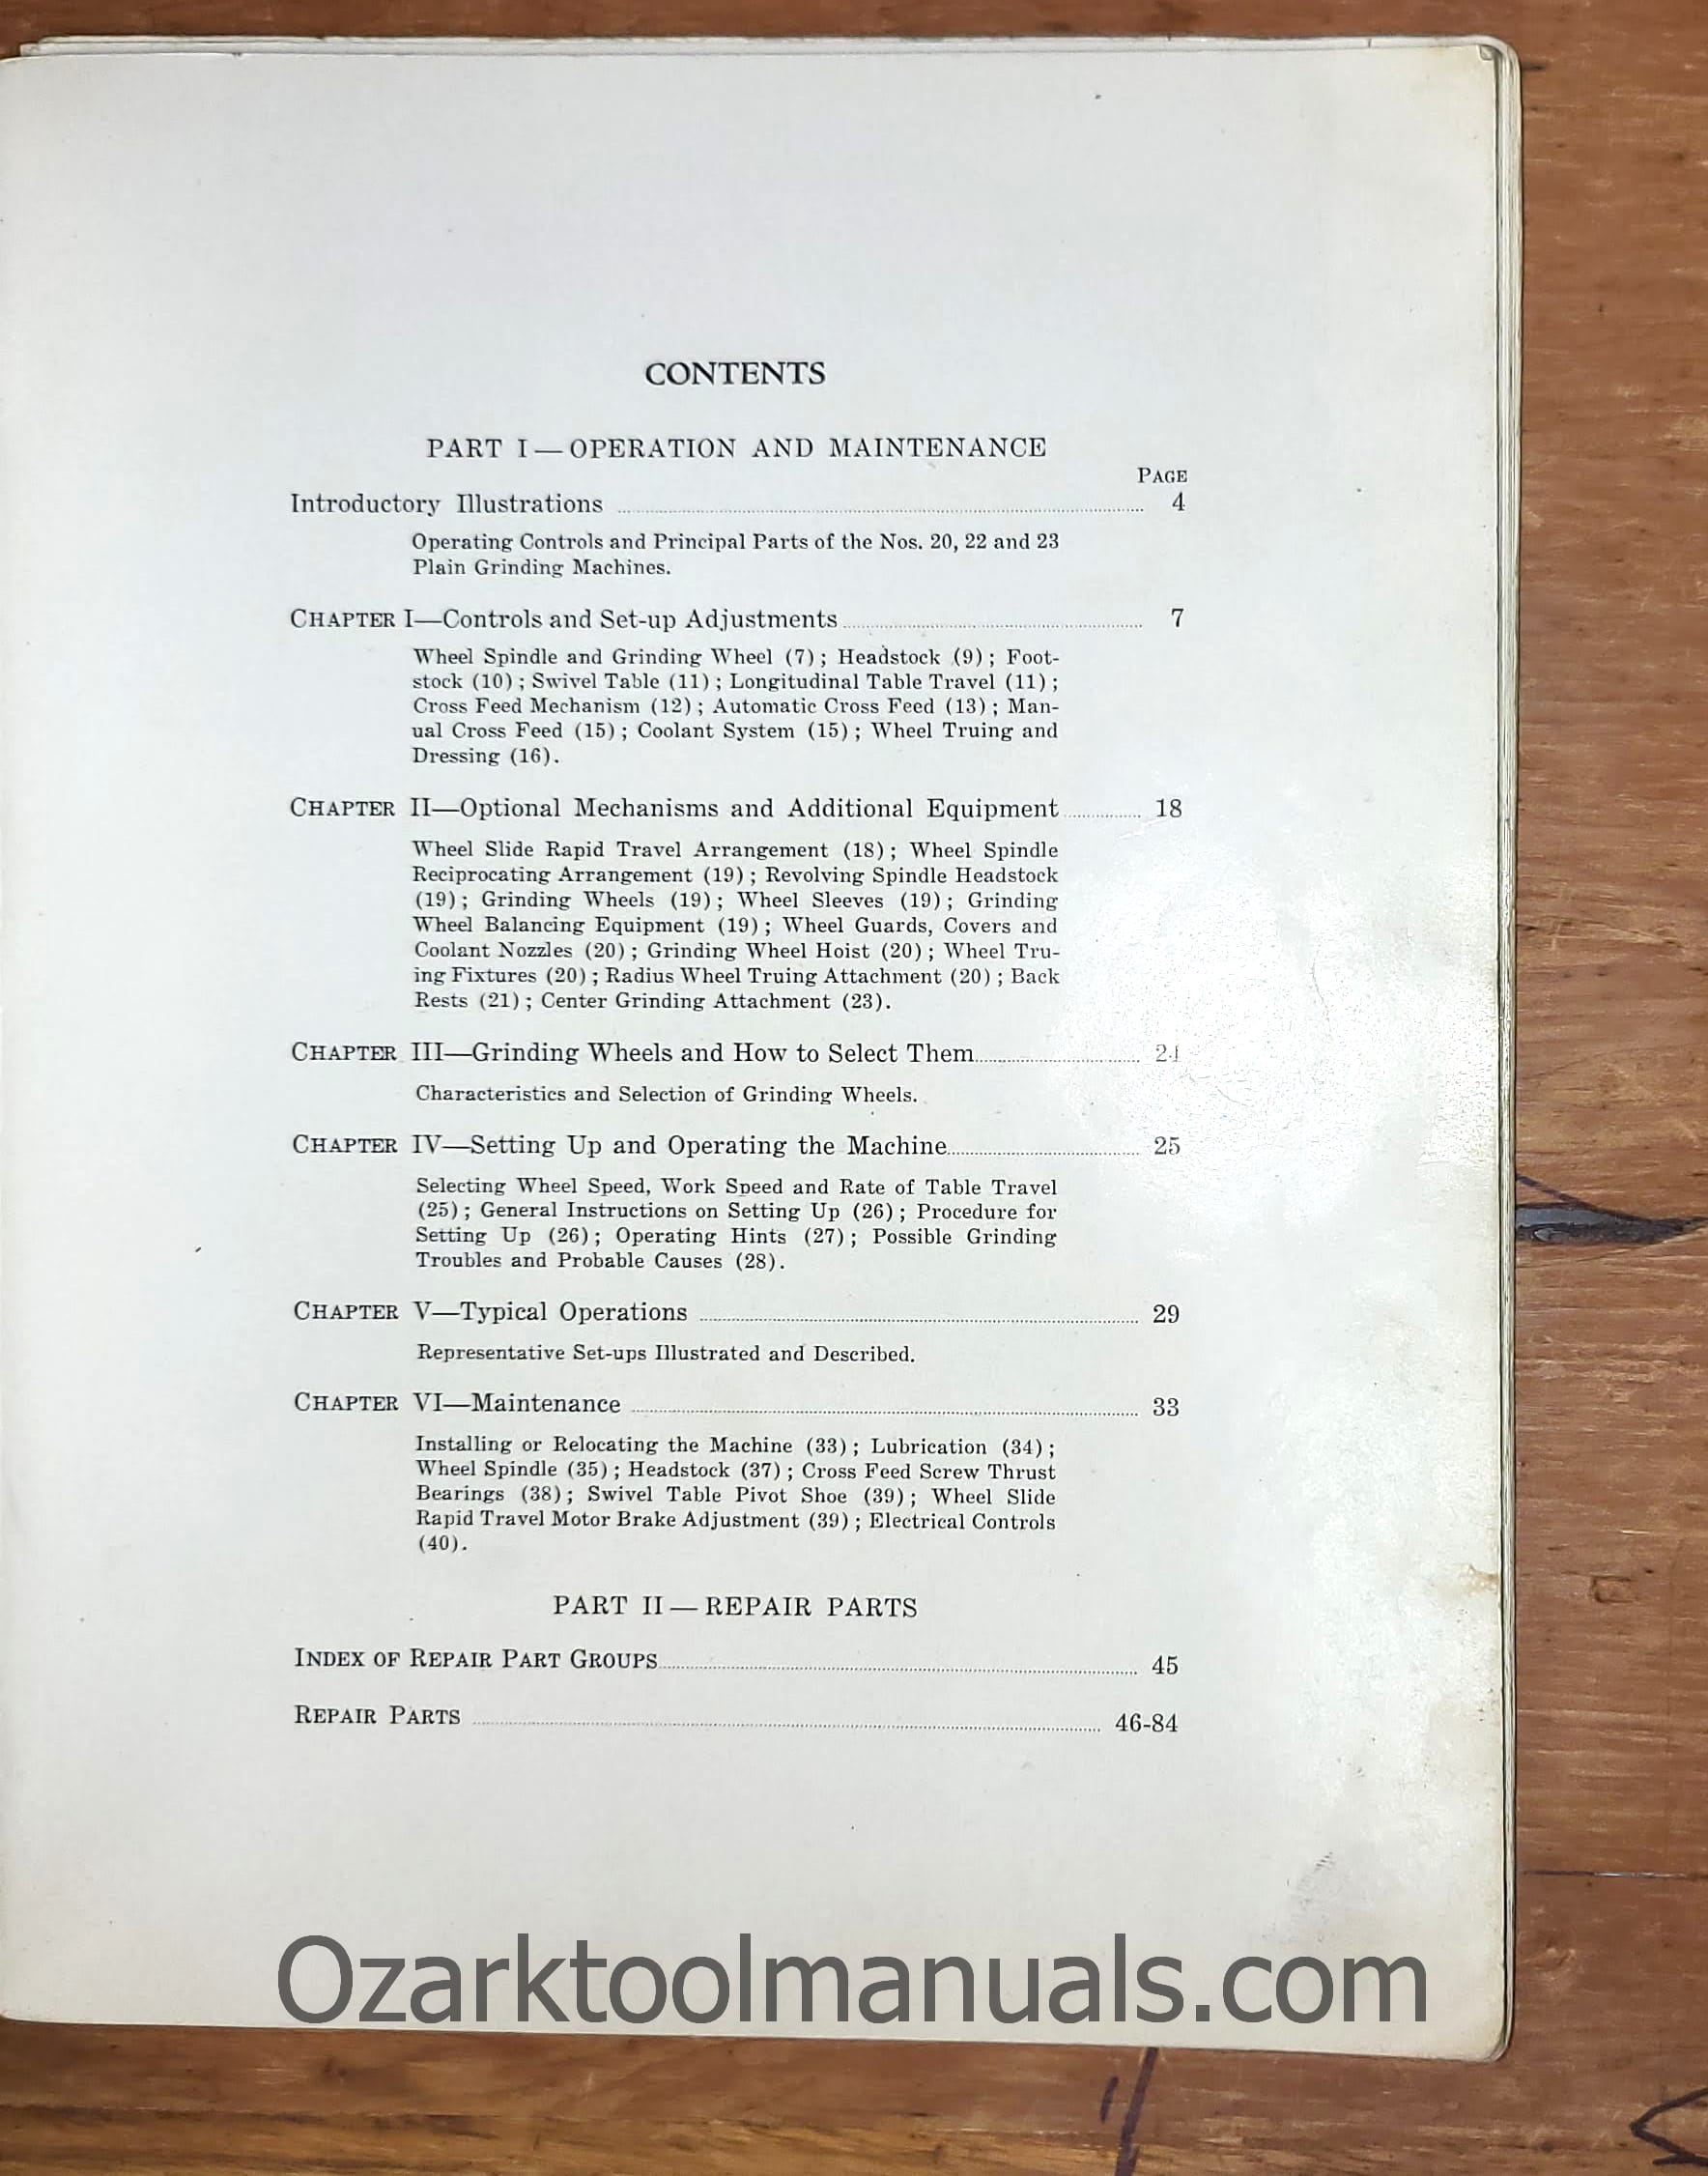 CONTENTS
PART I — OPERATION AND MAINTENANCE
PAGE
Introductory Illustrations 4
Operating Controls and Principal Parts of the Nos. 20, 22 and 23
Plain Grinding Machines.
CHAPTER I—Controls and Set-up Adjustments 7
Wheel Spindle and Grinding Wheel (7); Headstock (9); Foot-
stock (10); Swivel Table (11); Longitudinal Table Travel (11);
Cross Feed Mechanism (12); Automatic Cross Feed (13); Man-
ual Cross Feed (15); Coolant System (15); Wheel Truing and
Dressing (16).
CHAPTER II—Optional Mechanisms and Additional Equipment 18
Wheel Slide Rapid Travel Arrangement (18); Wheel Spindle
Reciprocating Arrangement (19); Revolving Spindle Headstock
(19); Grinding Wheels (19); Wheel Sleeves (19); Grinding
Wheel Balancing Equipment (19); Wheel Guards, Covers and
Coolant Nozzles (20); Grinding Wheel Hoist (20); Wheel Tru-
ing Fixtures (20); Radius Wheel Truing Attachment (20); Back
Rests (21); Center Grinding Attachment (23).
CHAPTER III—Grinding Wheels and How to Select Them 24
Characteristics and Selection of Grinding Wheels.
CHAPTER IV—Setting Up and Operating the Machine 25
Selecting Wheel Speed, Work Speed and Rate of Table Travel
(25); General Instructions on Setting Up (26); Procedure for
Setting Up (26); Operating Hints (27); Possible Grinding
Troubles and Probable Causes (28).
CHAPTER V—Typical Operations 29
Representative Set-ups Illustrated and Described.
CHAPTER VI—Maintenance 33
Installing or Relocating the Machine (33); Lubrication (34);
Wheel Spindle (35); Headstock (37); Cross Feed Screw Thrust
Bearings (38); Swivel Table Pivot Shoe (39); Wheel Slide
Rapid Travel Motor Brake Adjustment (39); Electrical Controls
(40).
PART II — REPAIR PARTS
INDEX OF REPAIR PART GROUPS 45
REPAIR PARTS 46-84
Ozarktoolmanuals.com